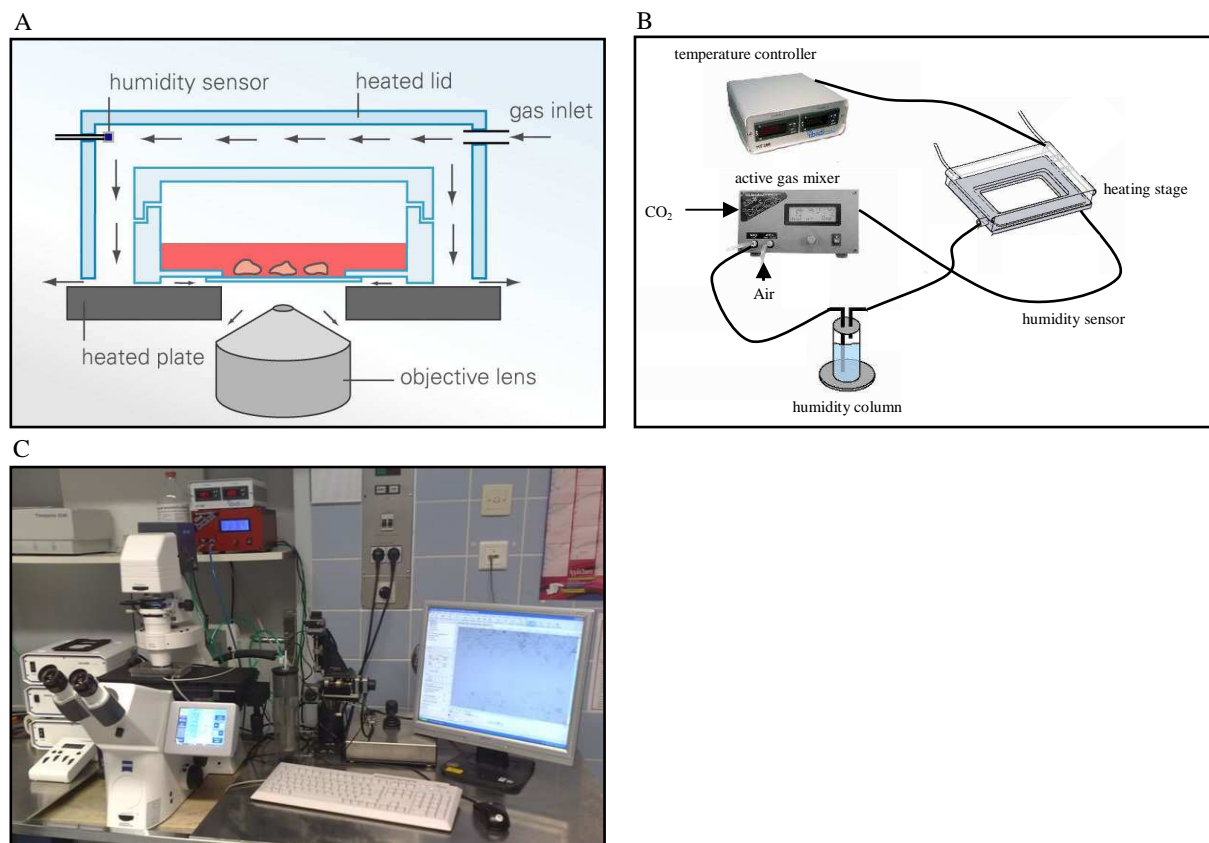 A
humidity sensor
heated lid
gas inlet
heated plate
objective lens
B
temperature controller
active gas mixer
CO₂
Air
heating stage
humidity sensor
humidity column
C